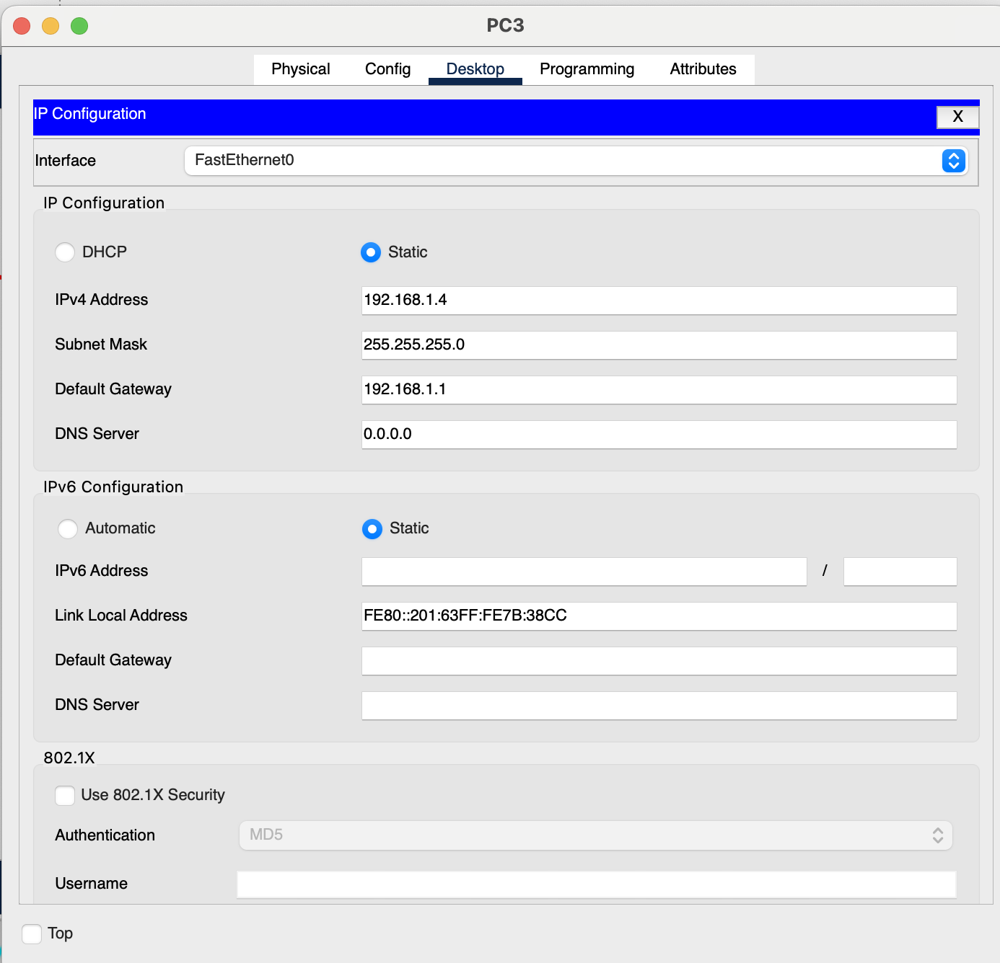 PC3
Physical Config Desktop Programming Attributes
IP Configuration X
Interface FastEthernet0
IP Configuration
DHCP Static
IPv4 Address 192.168.1.4
Subnet Mask 255.255.255.0
Default Gateway 192.168.1.1
DNS Server 0.0.0.0
IPv6 Configuration
Automatic Static
IPv6 Address /
Link Local Address FE80::201:63FF:FE7B:38CC
Default Gateway
DNS Server
802.1X
Use 802.1X Security
Authentication MD5
Username
Top